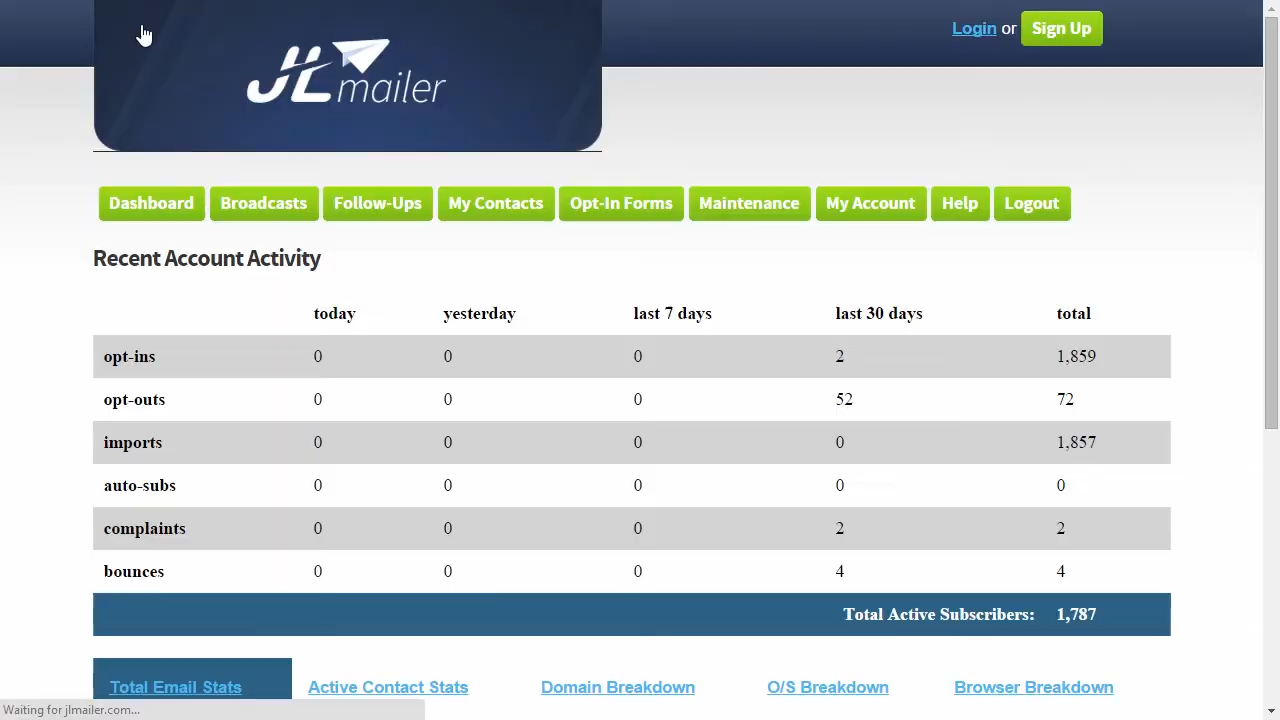 Login or Sign Up
JLmailer
Dashboard Broadcasts Follow-Ups My Contacts Opt-In Forms Maintenance My Account Help Logout
Recent Account Activity
today yesterday last 7 days last 30 days total
opt-ins 0 0 0 2 1,859
opt-outs 0 0 0 52 72
imports 0 0 0 0 1,857
auto-subs 0 0 0 0 0
complaints 0 0 0 2 2
bounces 0 0 0 4 4
Total Active Subscribers: 1,787
Total Email Stats Active Contact Stats Domain Breakdown O/S Breakdown Browser Breakdown
Waiting for jlmailer.com...